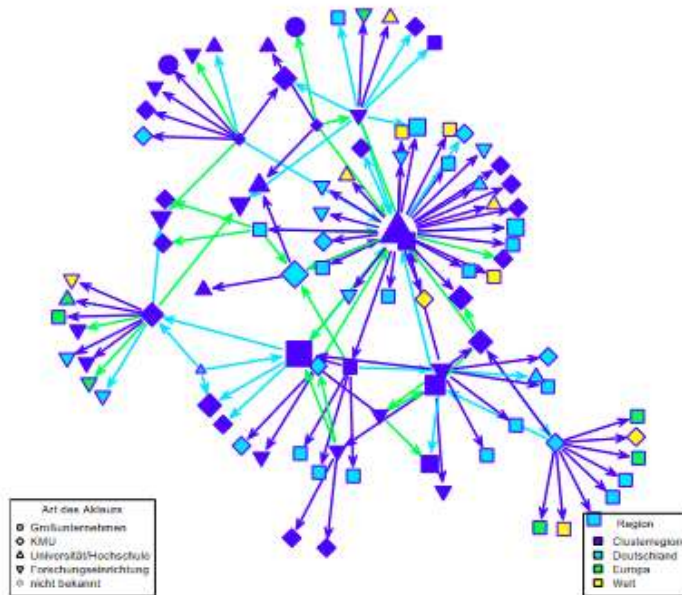 Art des Akteurs
Großunternehmen
KMU
Universität/Hochschule
Forschungseinrichtung
nicht bekannt
Region
Clusterregion
Deutschland
Europa
Welt